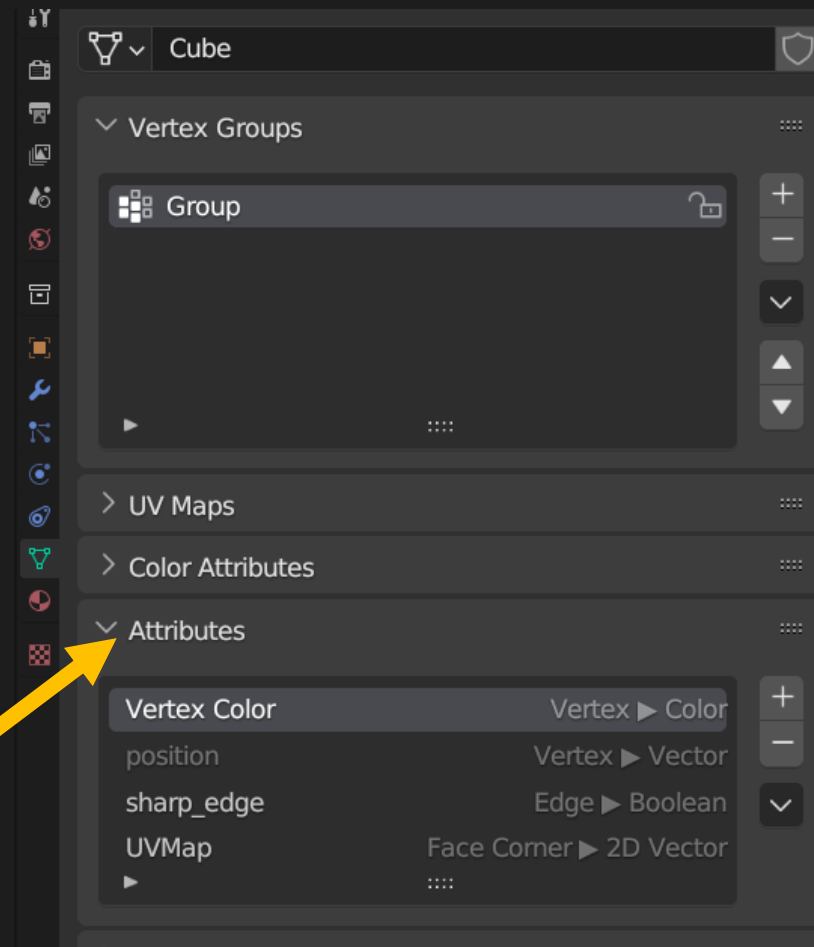 Cube
Vertex Groups
Group
UV Maps
Color Attributes
Attributes
Vertex Color Vertex ▶ Color
position Vertex ▶ Vector
sharp_edge Edge ▶ Boolean
UVMap Face Corner ▶ 2D Vector